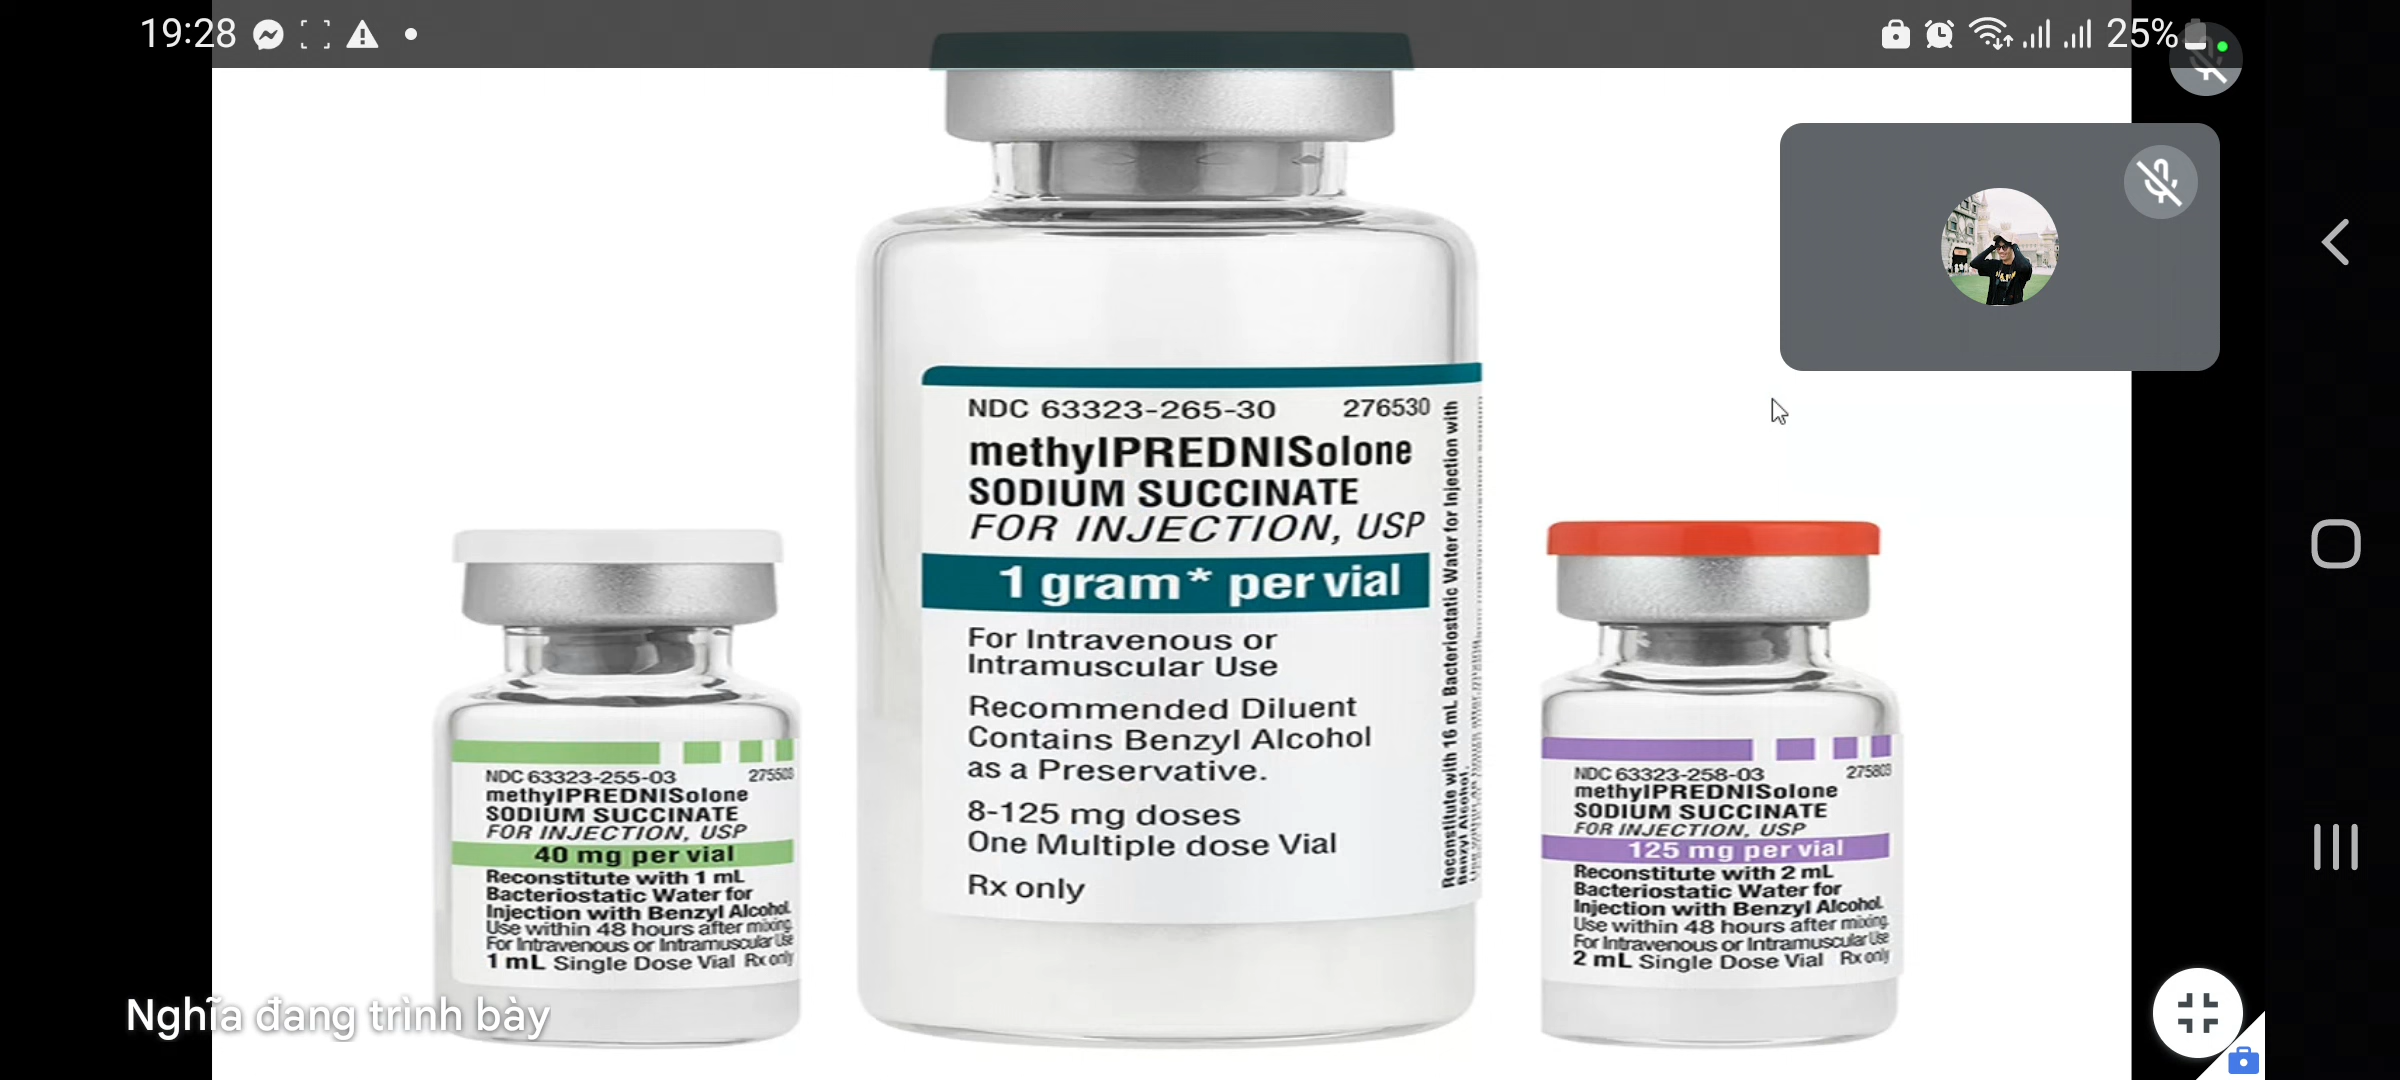 19:28
25%
NDC 63323-265-30 276530
methylPREDNISolone
SODIUM SUCCINATE
FOR INJECTION, USP
1 gram* per vial
For Intravenous or
Intramuscular Use
Recommended Diluent
Contains Benzyl Alcohol
as a Preservative.
8-125 mg doses
One Multiple dose Vial
Rx only
Reconstitute with 16 mL Bacteriostatic Water for Injection with
Benzyl Alcohol.
NDC 63323-255-03 275503
methylPREDNISolone
SODIUM SUCCINATE
FOR INJECTION, USP
40 mg per vial
Reconstitute with 1 mL
Bacteriostatic Water for
Injection with Benzyl Alcohol.
Use within 48 hours after mixing.
For Intravenous or Intramuscular Use
1 mL Single Dose Vial Rx only
NDC 63323-258-03 275803
methylPREDNISolone
SODIUM SUCCINATE
FOR INJECTION, USP
125 mg per vial
Reconstitute with 2 mL
Bacteriostatic Water for
Injection with Benzyl Alcohol.
Use within 48 hours after mixing.
For Intravenous or Intramuscular Use
2 mL Single Dose Vial Rx only
Nghĩa đang trình bày